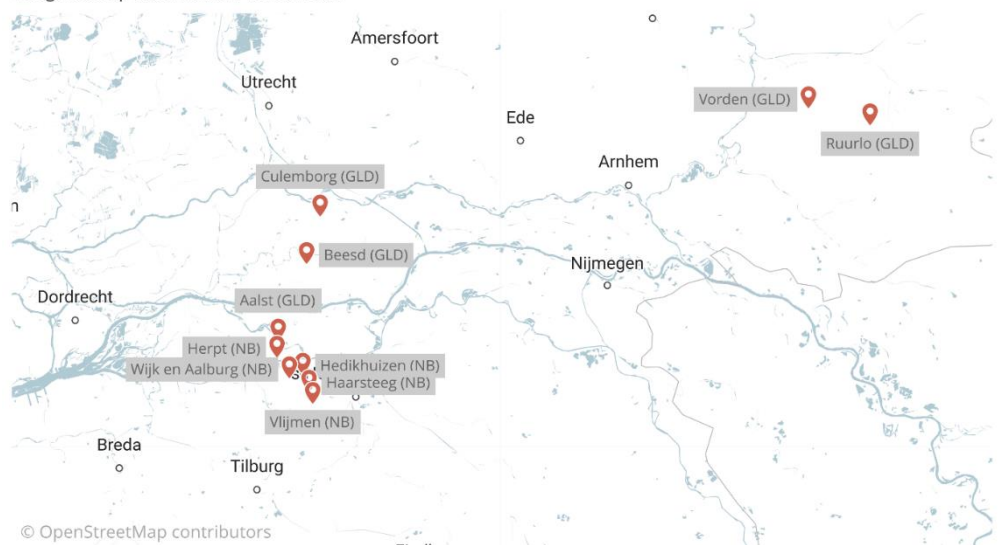 Amersfoort
Utrecht
Vorden (GLD)
Ede
Ruurlo (GLD)
Arnhem
Culemborg (GLD)
Beesd (GLD)
Nijmegen
Dordrecht
Aalst (GLD)
Herpt (NB)
Hedikhuizen (NB)
Wijk en Aalburg (NB)
Haarsteeg (NB)
Vlijmen (NB)
Breda
Tilburg
© OpenStreetMap contributors